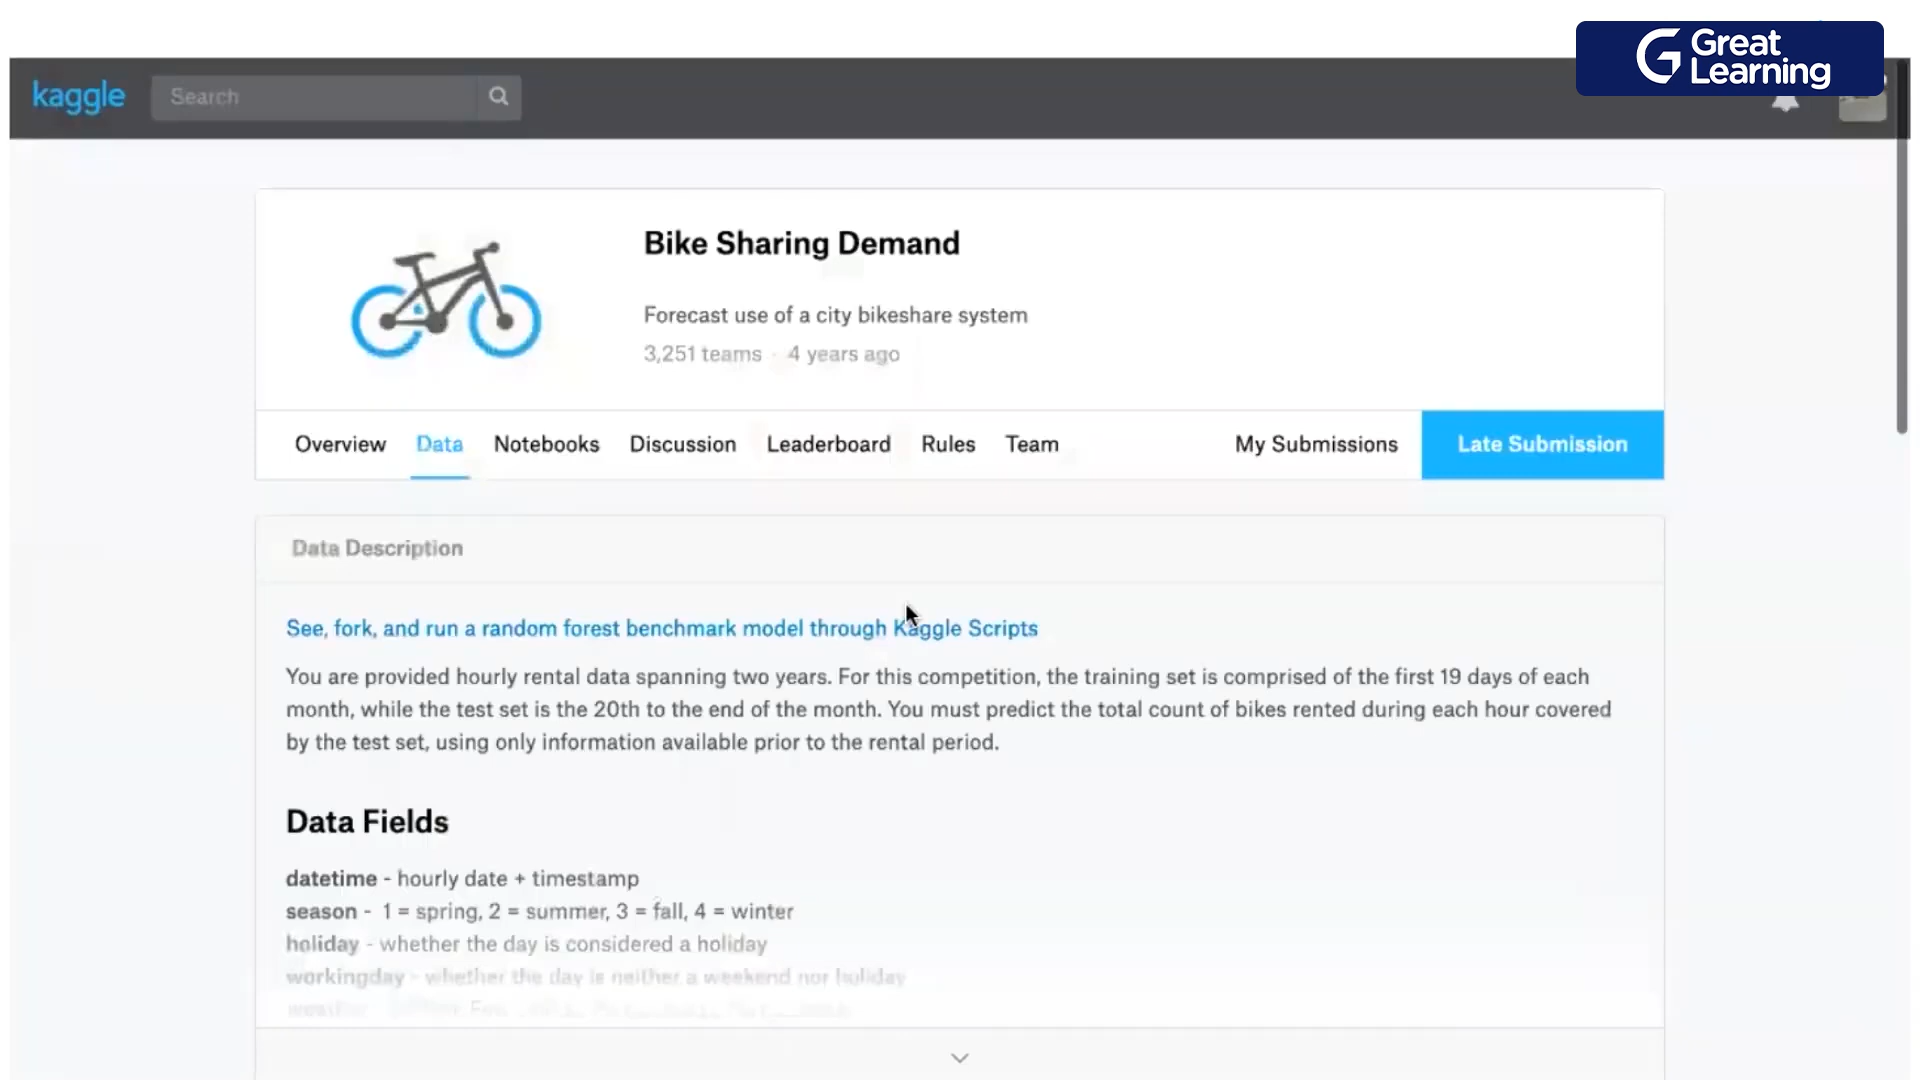 Great
Learning
kaggle
Search
Bike Sharing Demand
Forecast use of a city bikeshare system
3,251 teams · 4 years ago
Overview Data Notebooks Discussion Leaderboard Rules Team My Submissions Late Submission
Data Description
See, fork, and run a random forest benchmark model through Kaggle Scripts
You are provided hourly rental data spanning two years. For this competition, the training set is comprised of the first 19 days of each
month, while the test set is the 20th to the end of the month. You must predict the total count of bikes rented during each hour covered
by the test set, using only information available prior to the rental period.
Data Fields
datetime - hourly date + timestamp
season - 1 = spring, 2 = summer, 3 = fall, 4 = winter
holiday - whether the day is considered a holiday
workingday - whether the day is neither a weekend nor holiday
weather